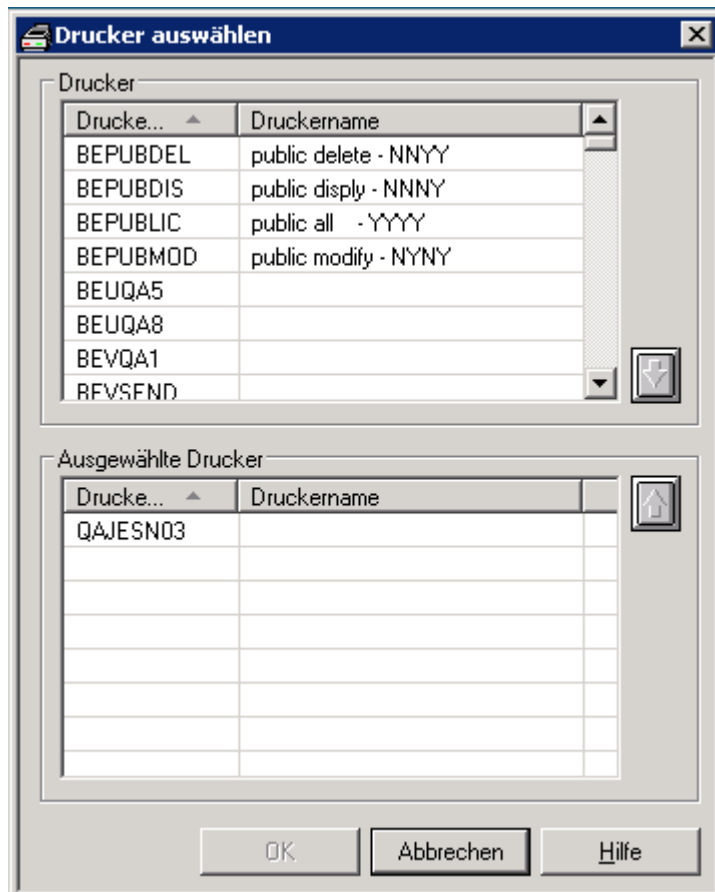 Drucker auswählen
Drucker
Drucke... Druckername
BEPUBDEL public delete - NNYY
BEPUBDIS public disply - NNNY
BEPUBLIC public all - YYYY
BEPUBMOD public modify - NYNY
BEUQA5
BEUQA8
BEVQA1
BEVSEND
Ausgewählte Drucker
Drucke... Druckername
QAJESN03
OK Abbrechen Hilfe